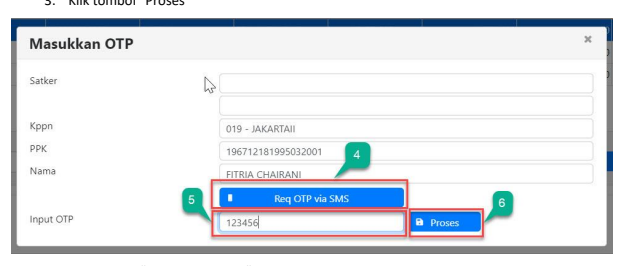 3. Klik tombol "Proses"
Masukkan OTP ×
Satker
Kppn 019 - JAKARTAII
PPK 196712181995032001
4
Nama FITRIA CHAIRANI
5 Req OTP via SMS 6
Input OTP 123456 Proses